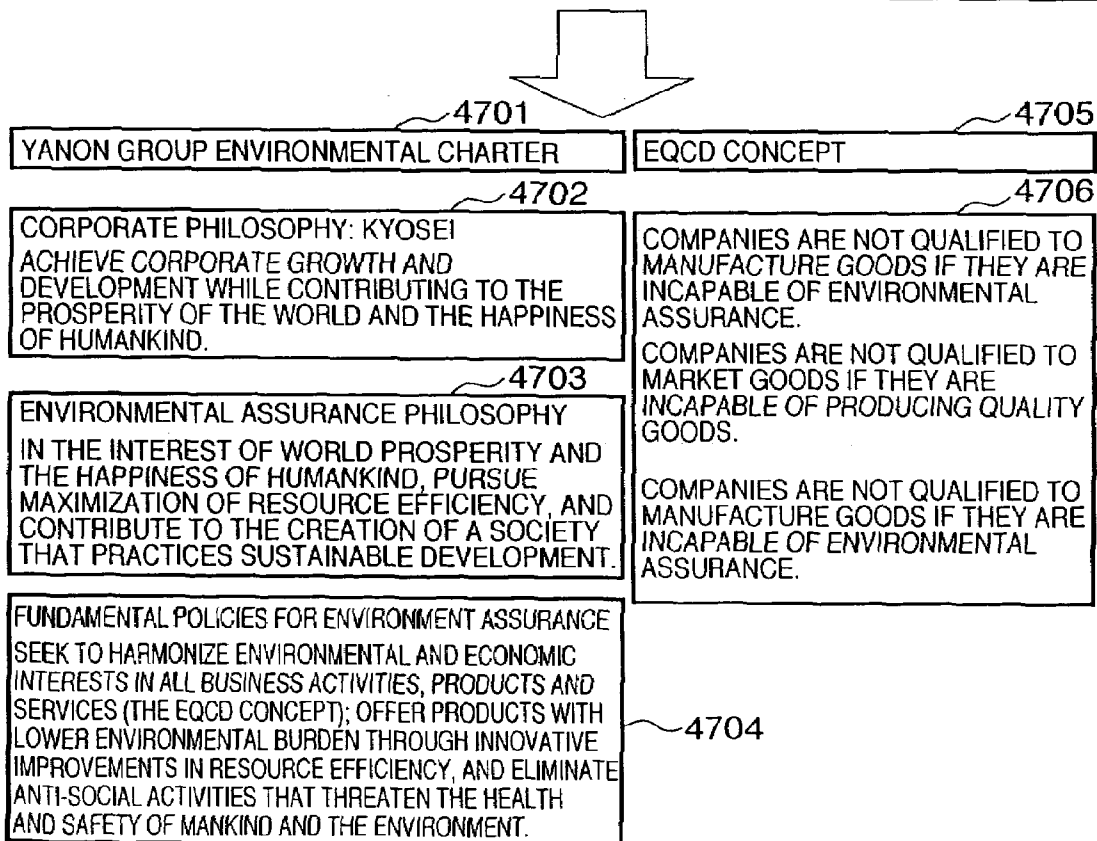 4701
YANON GROUP ENVIRONMENTAL CHARTER
4702
CORPORATE PHILOSOPHY: KYOSEI
ACHIEVE CORPORATE GROWTH AND
DEVELOPMENT WHILE CONTRIBUTING TO THE
PROSPERITY OF THE WORLD AND THE HAPPINESS
OF HUMANKIND.
4703
ENVIRONMENTAL ASSURANCE PHILOSOPHY
IN THE INTEREST OF WORLD PROSPERITY AND
THE HAPPINESS OF HUMANKIND, PURSUE
MAXIMIZATION OF RESOURCE EFFICIENCY, AND
CONTRIBUTE TO THE CREATION OF A SOCIETY
THAT PRACTICES SUSTAINABLE DEVELOPMENT.
FUNDAMENTAL POLICIES FOR ENVIRONMENT ASSURANCE
SEEK TO HARMONIZE ENVIRONMENTAL AND ECONOMIC
INTERESTS IN ALL BUSINESS ACTIVITIES, PRODUCTS AND
SERVICES (THE EQCD CONCEPT); OFFER PRODUCTS WITH
LOWER ENVIRONMENTAL BURDEN THROUGH INNOVATIVE
IMPROVEMENTS IN RESOURCE EFFICIENCY, AND ELIMINATE
ANTI-SOCIAL ACTIVITIES THAT THREATEN THE HEALTH
AND SAFETY OF MANKIND AND THE ENVIRONMENT.
4704
4705
EQCD CONCEPT
4706
COMPANIES ARE NOT QUALIFIED TO
MANUFACTURE GOODS IF THEY ARE
INCAPABLE OF ENVIRONMENTAL
ASSURANCE.
COMPANIES ARE NOT QUALIFIED TO
MARKET GOODS IF THEY ARE
INCAPABLE OF PRODUCING QUALITY
GOODS.
COMPANIES ARE NOT QUALIFIED TO
MANUFACTURE GOODS IF THEY ARE
INCAPABLE OF ENVIRONMENTAL
ASSURANCE.